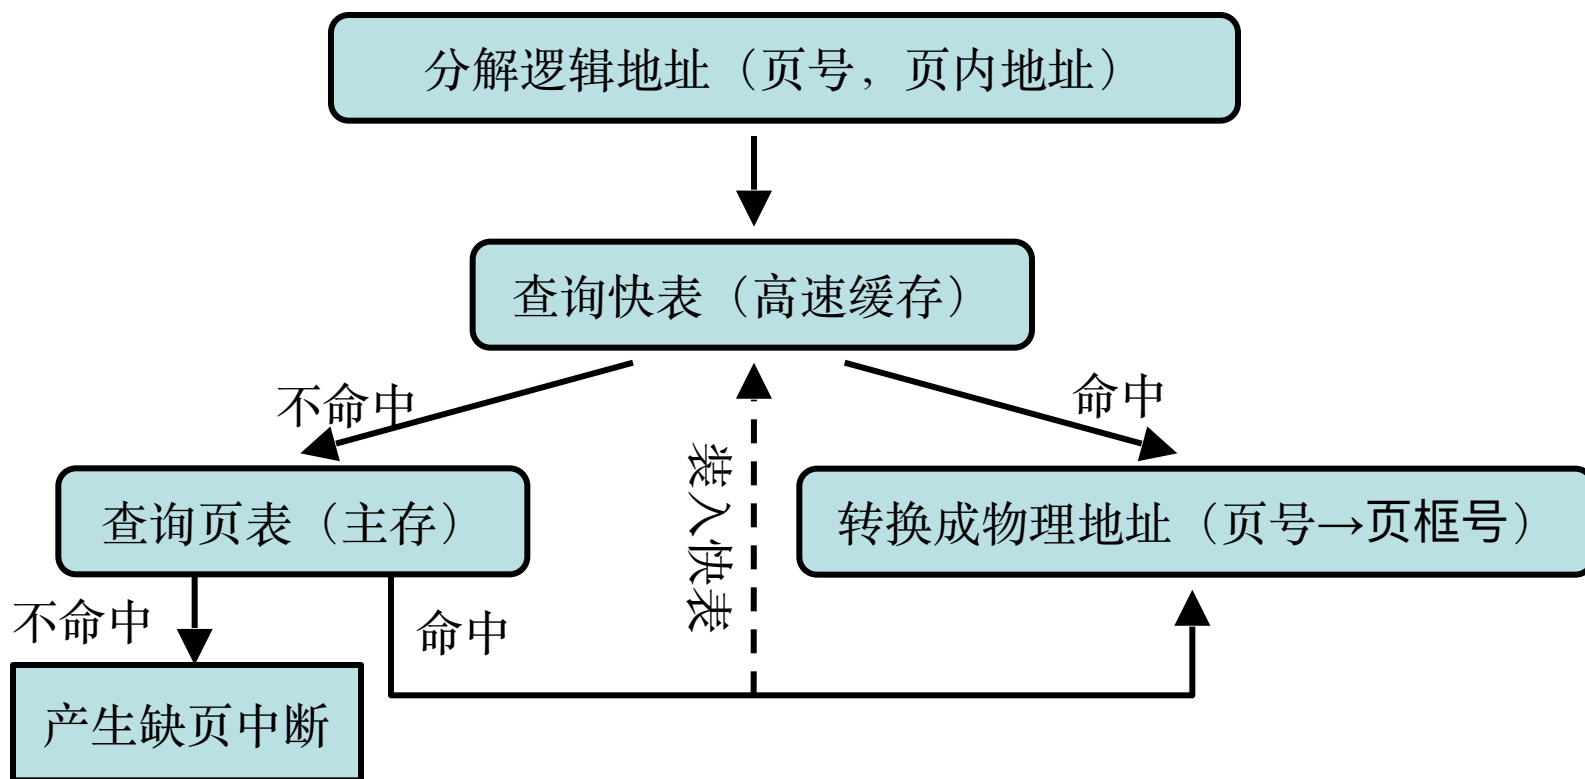 分解逻辑地址（页号，页内地址）
查询快表（高速缓存）
不命中
命中
装入快表
查询页表（主存）
转换成物理地址（页号→页框号）
不命中
命中
产生缺页中断